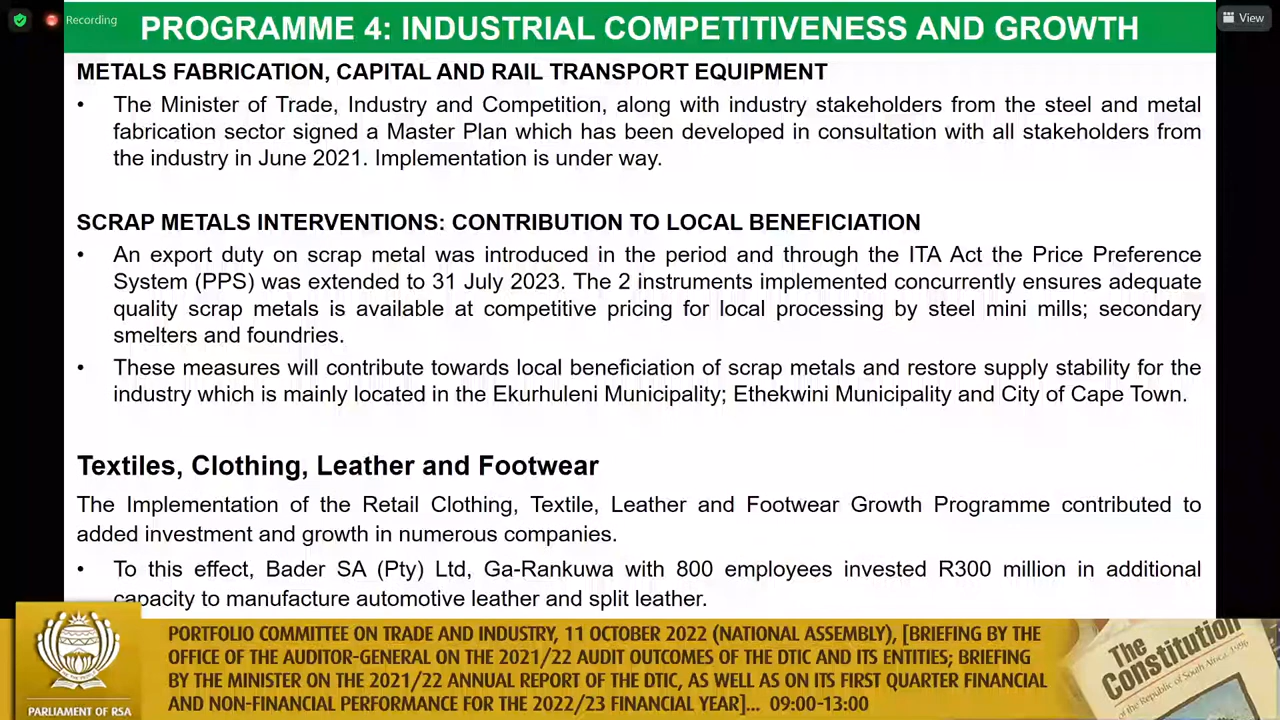 Recording
View
PROGRAMME 4: INDUSTRIAL COMPETITIVENESS AND GROWTH
METALS FABRICATION, CAPITAL AND RAIL TRANSPORT EQUIPMENT
• The Minister of Trade, Industry and Competition, along with industry stakeholders from the steel and metal
fabrication sector signed a Master Plan which has been developed in consultation with all stakeholders from
the industry in June 2021. Implementation is under way.
SCRAP METALS INTERVENTIONS: CONTRIBUTION TO LOCAL BENEFICIATION
• An export duty on scrap metal was introduced in the period and through the ITA Act the Price Preference
System (PPS) was extended to 31 July 2023. The 2 instruments implemented concurrently ensures adequate
quality scrap metals is available at competitive pricing for local processing by steel mini mills; secondary
smelters and foundries.
• These measures will contribute towards local beneficiation of scrap metals and restore supply stability for the
industry which is mainly located in the Ekurhuleni Municipality; Ethekwini Municipality and City of Cape Town.
Textiles, Clothing, Leather and Footwear
The Implementation of the Retail Clothing, Textile, Leather and Footwear Growth Programme contributed to
added investment and growth in numerous companies.
• To this effect, Bader SA (Pty) Ltd, Ga-Rankuwa with 800 employees invested R300 million in additional
capacity to manufacture automotive leather and split leather.
PORTFOLIO COMMITTEE ON TRADE AND INDUSTRY, 11 OCTOBER 2022 (NATIONAL ASSEMBLY), [BRIEFING BY THE
OFFICE OF THE AUDITOR-GENERAL ON THE 2021/22 AUDIT OUTCOMES OF THE DTIC AND ITS ENTITIES; BRIEFING
BY THE MINISTER ON THE 2021/22 ANNUAL REPORT OF THE DTIC, AS WELL AS ON ITS FIRST QUARTER FINANCIAL
AND NON-FINANCIAL PERFORMANCE FOR THE 2022/23 FINANCIAL YEAR]... 09:00-13:00
PARLIAMENT OF RSA
The
Constitution
of the Republic of South Africa, 1996